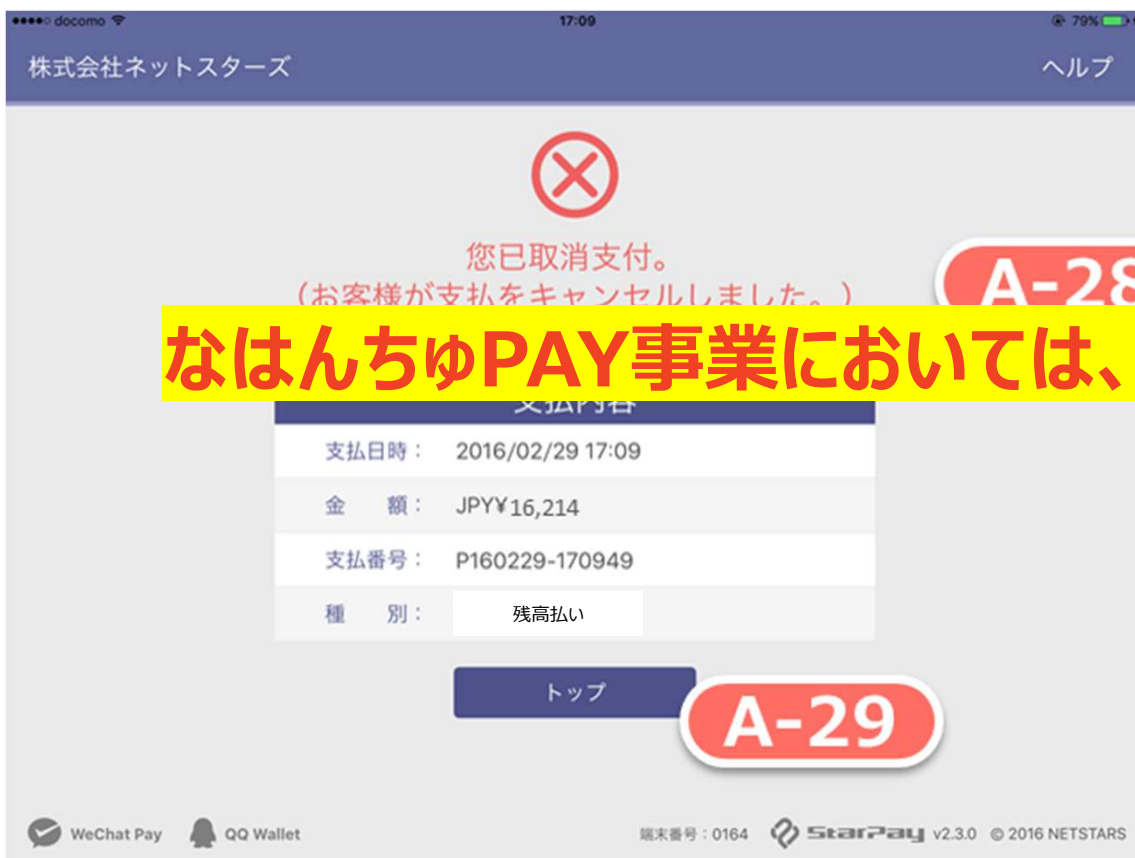 docomo 17:09 79%
株式会社ネットスターズ ヘルプ
您已取消支付。
(お客様が支払をキャンセルしました。)
A-28
なはんちゅPAY事業においては、
支払内容
支払日時： 2016/02/29 17:09
金　額： JPY¥16,214
支払番号： P160229-170949
種　別： 残高払い
トップ
A-29
WeChat Pay QQ Wallet 端末番号：0164 StarPay v2.3.0 © 2016 NETSTARS